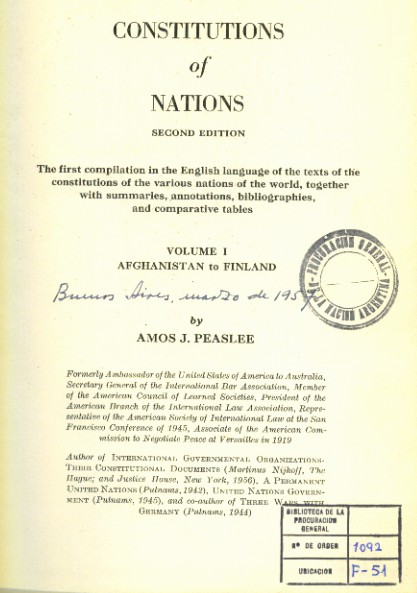 CONSTITUTIONS
of
NATIONS
SECOND EDITION
The first compilation in the English language of the texts of the
constitutions of the various nations of the world, together
with summaries, annotations, bibliographies,
and comparative tables
VOLUME I
AFGHANISTAN to FINLAND
Buenos Aires, marzo de 195
PROCURACION GENERAL
DE LA NACION ARGENTINA
by
AMOS J. PEASLEE
Formerly Ambassador of the United States of America to Australia,
Secretary General of the International Bar Association, Member
of the American Council of Learned Societies, President of the
American Branch of the International Law Association, Repre-
sentative of the American Society of International Law at the San
Francisco Conference of 1945, Associate of the American Com-
mission to Negotiate Peace at Versailles in 1919
Author of INTERNATIONAL GOVERNMENTAL ORGANIZATIONS-
THEIR CONSTITUTIONAL DOCUMENTS (Martinus Nijhoff, The
Hague; and Justice House, New York, 1956), A PERMANENT
UNITED NATIONS (Putnams, 1942), UNITED NATIONS GOVERN-
MENT (Putnams, 1945), and co-author of THREE WARS WITH
GERMANY (Putnams, 1944)
BIBLIOTECA DE LA
PROCURACION
GENERAL
Nº DE ORDEN 1092
UBICACION F-51